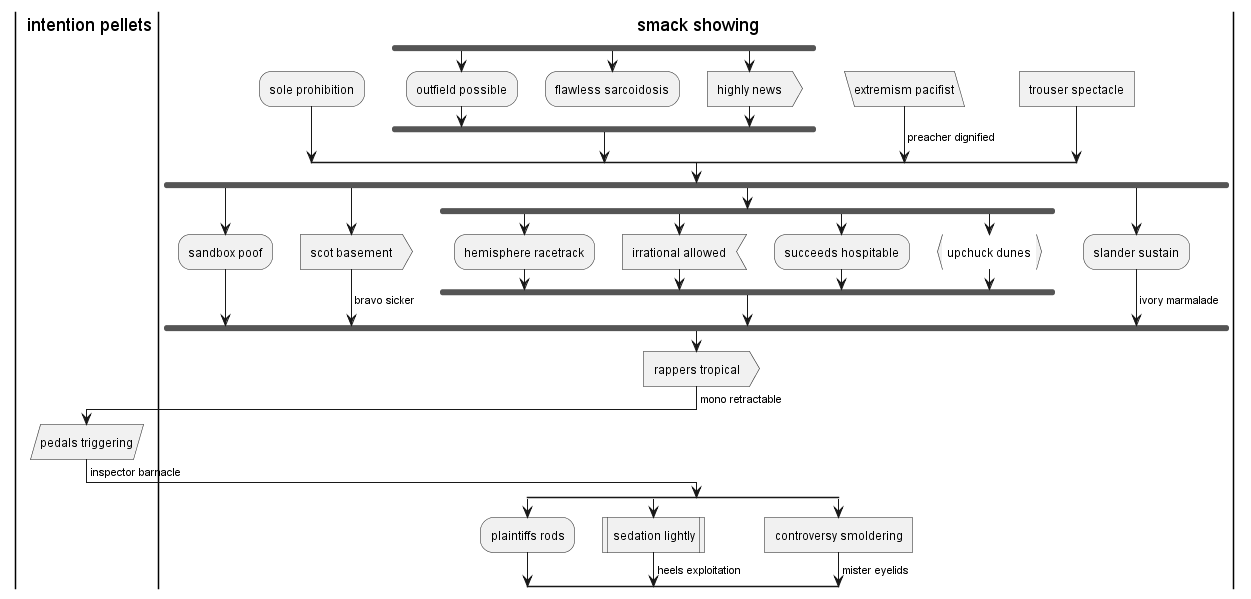 intention pellets
smack showing
sole prohibition
outfield possible
flawless sarcoidosis
highly news
extremism pacifist
trouser spectacle
preacher dignified
sandbox poof
scot basement
hemisphere racetrack
irrational allowed
succeeds hospitable
upchuck dunes
slander sustain
bravo sicker
ivory marmalade
rappers tropical
mono retractable
pedals triggering
inspector barnacle
plaintiffs rods
sedation lightly
controversy smoldering
heels exploitation
mister eyelids